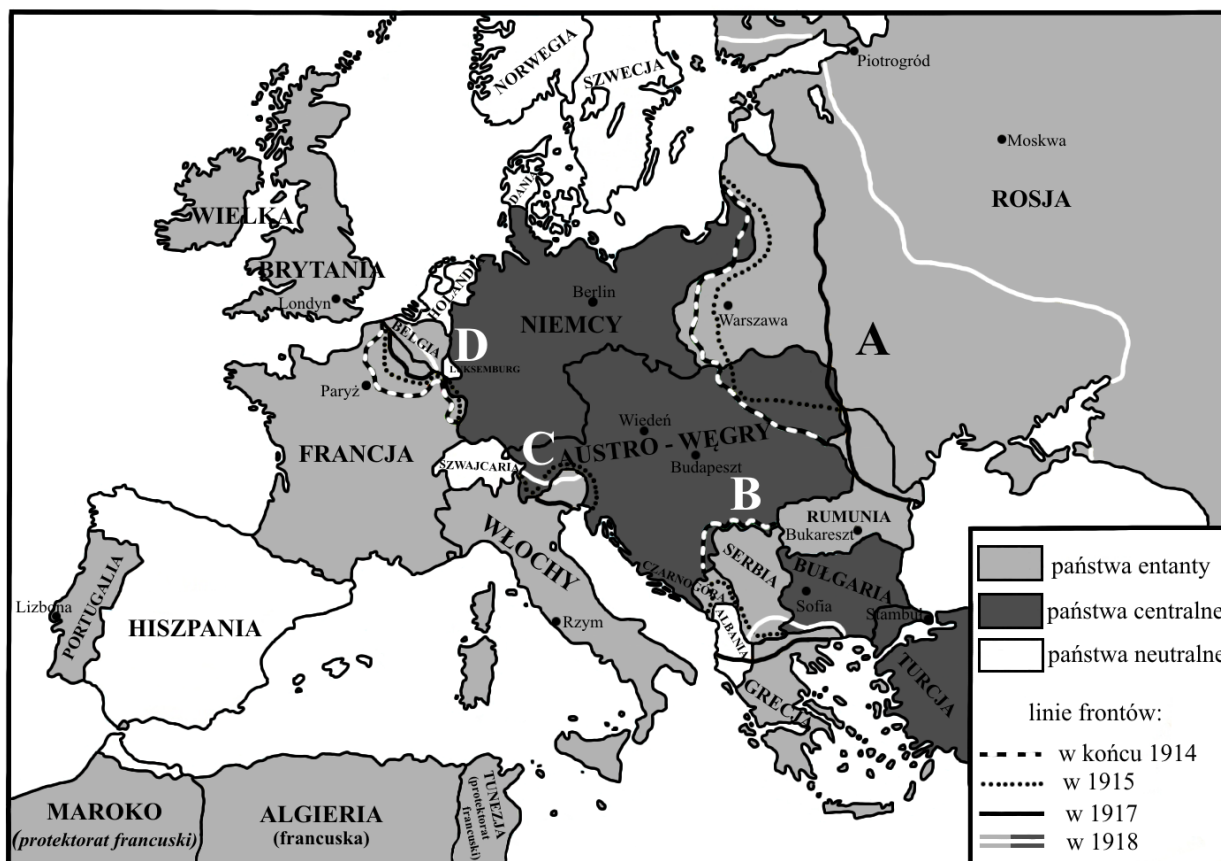 NORWEGIA
SZWECJA
Piotrogród
Moskwa
ROSJA
DANIA
WIELKA
BRYTANIA
Londyn
HOLANDIA
Berlin
NIEMCY
Warszawa
A
BELGIA
D
LUKSEMBURG
Paryż
Wiedeń
FRANCJA
C
AUSTRO - WĘGRY
SZWAJCARIA
Budapeszt
B
RUMUNIA
Bukareszt
WŁOCHY
SERBIA
CZARNOGÓRA
BUŁGARIA
Sofia
Stambuł
ALBANIA
Lizbona
PORTUGALIA
HISZPANIA
Rzym
TURCJA
GRECJA
MAROKO
(protektorat francuski)
ALGIERIA
(francuska)
TUNEZJA
(protektorat
francuski)
państwa entanty
państwa centralne
państwa neutralne
linie frontów:
w końcu 1914
w 1915
w 1917
w 1918